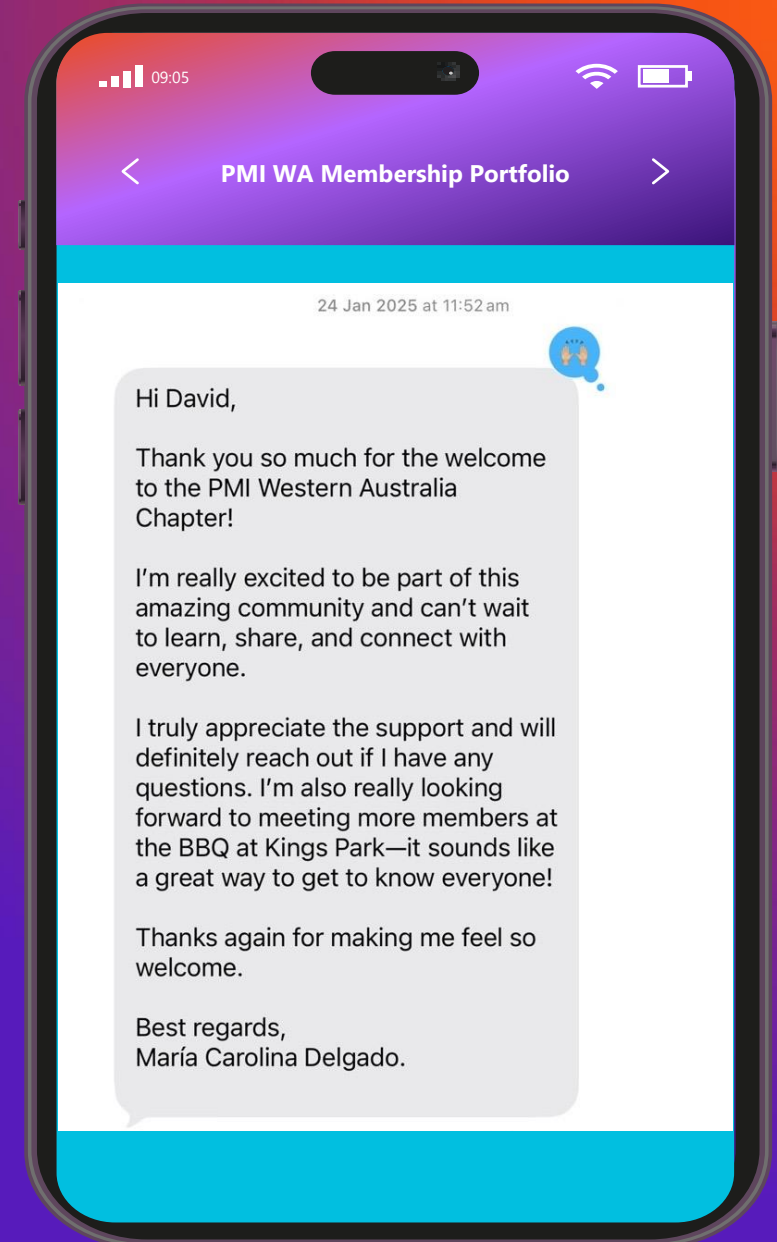 09:05
PMI WA Membership Portfolio
24 Jan 2025 at 11:52 am
Hi David,
Thank you so much for the welcome
to the PMI Western Australia
Chapter!
I’m really excited to be part of this
amazing community and can’t wait
to learn, share, and connect with
everyone.
I truly appreciate the support and will
definitely reach out if I have any
questions. I’m also really looking
forward to meeting more members at
the BBQ at Kings Park—it sounds like
a great way to get to know everyone!
Thanks again for making me feel so
welcome.
Best regards,
María Carolina Delgado.